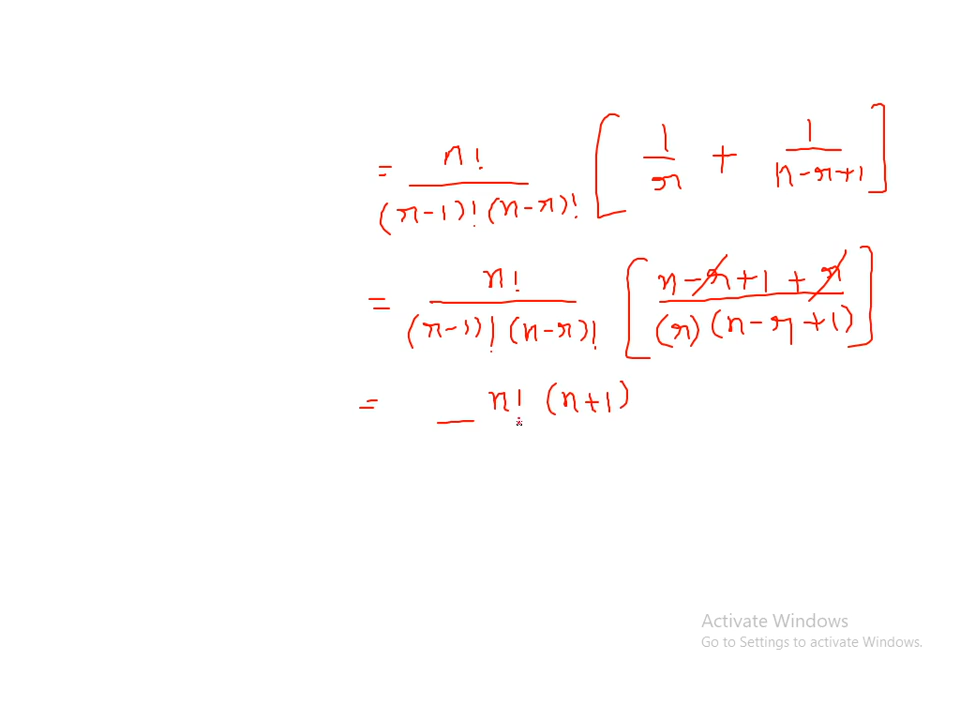 = n! / (r-1)! (n-r)! [ 1/r + 1/(n-r+1) ]
= n! / (r-1)! (n-r)! [ (n-r+1+r) / (r)(n-r+1) ]
= n! (n+1)
Activate Windows
Go to Settings to activate Windows.